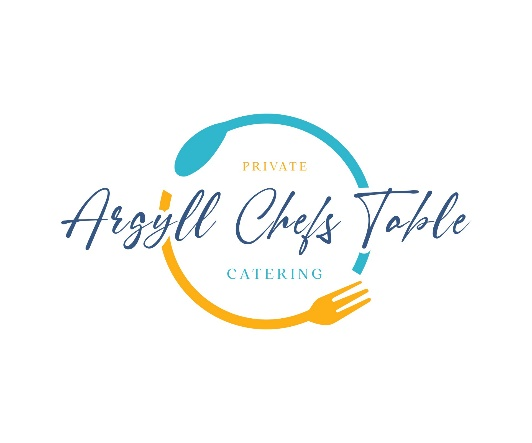 PRIVATE
Argyll Chefs Table
CATERING